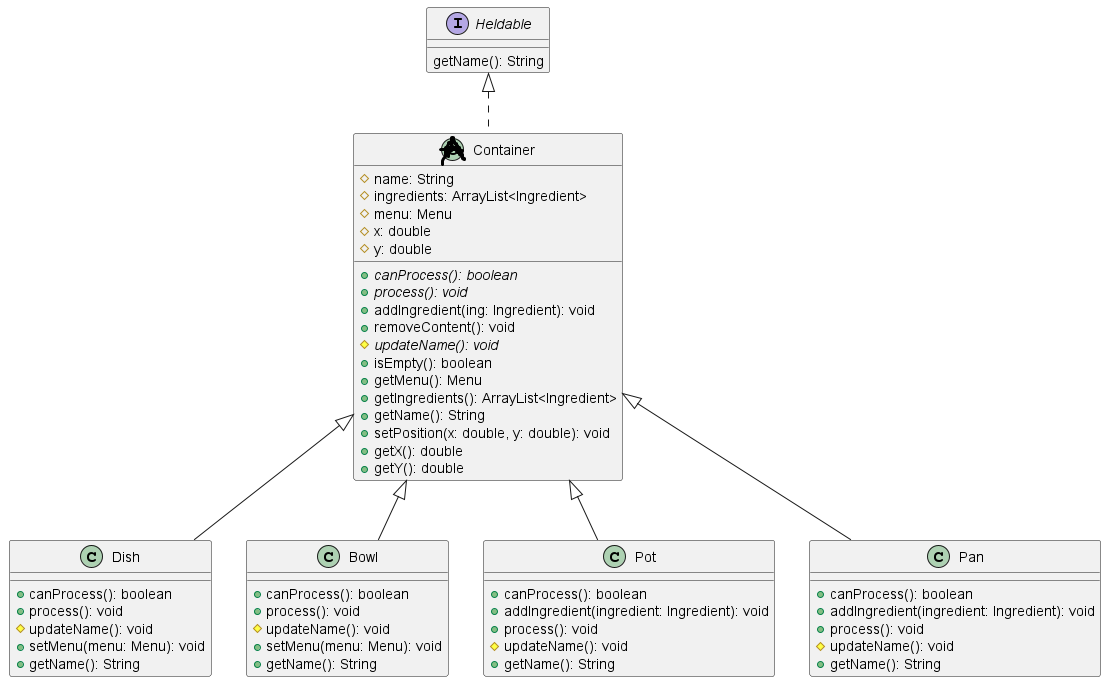 I Heldable
getName(): String
A Container
name: String
ingredients: ArrayList<Ingredient>
menu: Menu
x: double
y: double
canProcess(): boolean
process(): void
addIngredient(ing: Ingredient): void
removeContent(): void
updateName(): void
isEmpty(): boolean
getMenu(): Menu
getIngredients(): ArrayList<Ingredient>
getName(): String
setPosition(x: double, y: double): void
getX(): double
getY(): double
C Dish
canProcess(): boolean
process(): void
updateName(): void
setMenu(menu: Menu): void
getName(): String
C Bowl
canProcess(): boolean
process(): void
updateName(): void
setMenu(menu: Menu): void
getName(): String
C Pot
canProcess(): boolean
addIngredient(ingredient: Ingredient): void
process(): void
updateName(): void
getName(): String
C Pan
canProcess(): boolean
addIngredient(ingredient: Ingredient): void
process(): void
updateName(): void
getName(): String